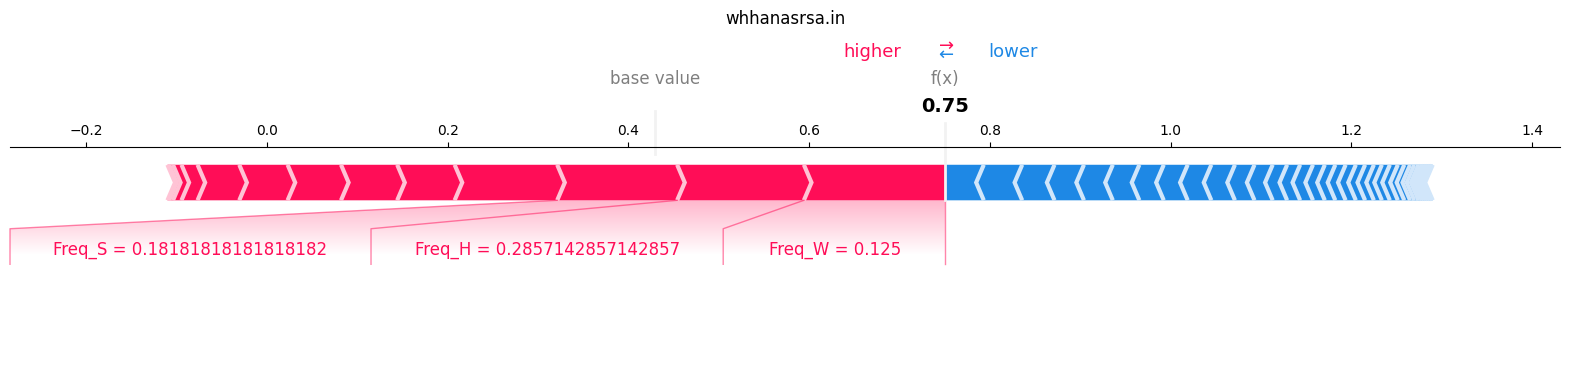 whhanasrsa.in
higher ⇄ lower
base value f(x)
0.75
−0.2 0.0 0.2 0.4 0.6 0.8 1.0 1.2 1.4
Freq_S = 0.18181818181818182 Freq_H = 0.2857142857142857 Freq_W = 0.125